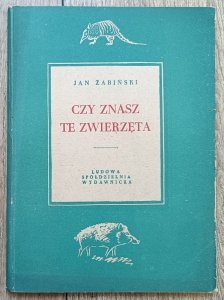 JAN ŻABIŃSKI
CZY ZNASZ
TE ZWIERZĘTA
LUDOWA
SPÓŁDZIELNIA
WYDAWNICZA